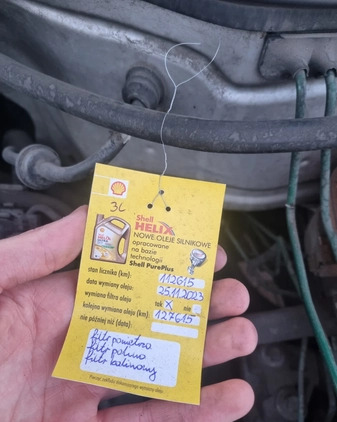 3L
Shell
HELIX
NOWE OLEJE SILNIKOWE
opracowane
na bazie
technologii
Shell PurePlus
stan licznika (km): 112615
data wymiany oleju: 25.11.2023
wymiana filtra oleju tak X nie
kolejna wymiana oleju (km): 127615
nie później niż (data):
filtr powietrza
filtr paliwa
filtr kabinowy